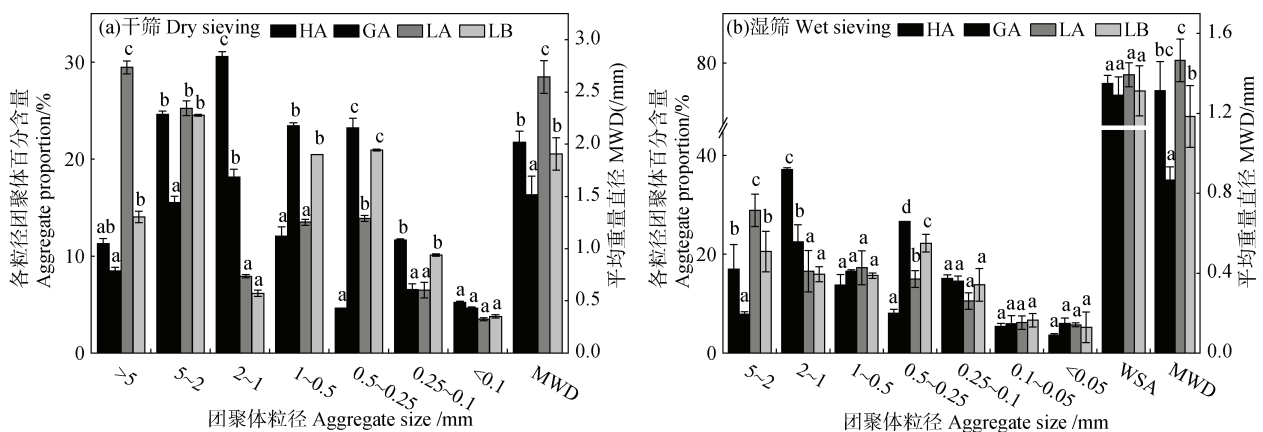 (a)干筛 Dry sieving HA GA LA LB
各粒径团聚体百分含量
Aggregate proportion/%
30
20
10
0
ab a c b
b a b b
c b a a
a b a b
a c b c
b a a b
a a a a
b a c b
3.0
2.5
2.0
1.5
1.0
0.5
0.0
平均重量直径 MWD(/mm)
>5 5~2 2~1 1~0.5 0.5~0.25 0.25~0.1 <0.1 MWD
团聚体粒径 Aggregate size /mm
(b)湿筛 Wet sieving HA GA LA LB
各粒径团聚体百分含量
Aggtegate proportion/%
80
40
20
0
b a c b
c b a a
a a a a
a d b c
a a a a
a a a a
a a a a
a a a a
bc a c b
1.6
1.2
0.8
0.4
0.0
平均重量直径 MWD/mm
5~2 2~1 1~0.5 0.5~0.25 0.25~0.1 0.1~0.05 <0.05 WSA MWD
团聚体粒径 Aggregate size /mm